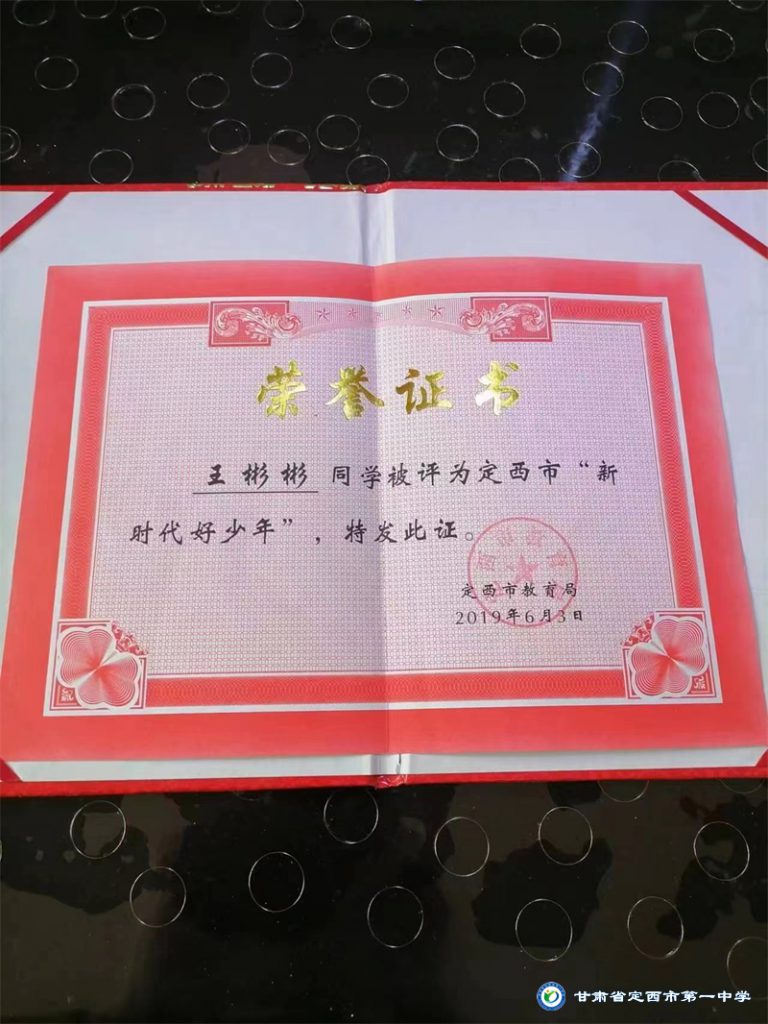 荣誉证书
王彬彬 同学被评为定西市“新
时代好少年”，特发此证。
定西市教育局
2019年6月3日
甘肃省定西市第一中学